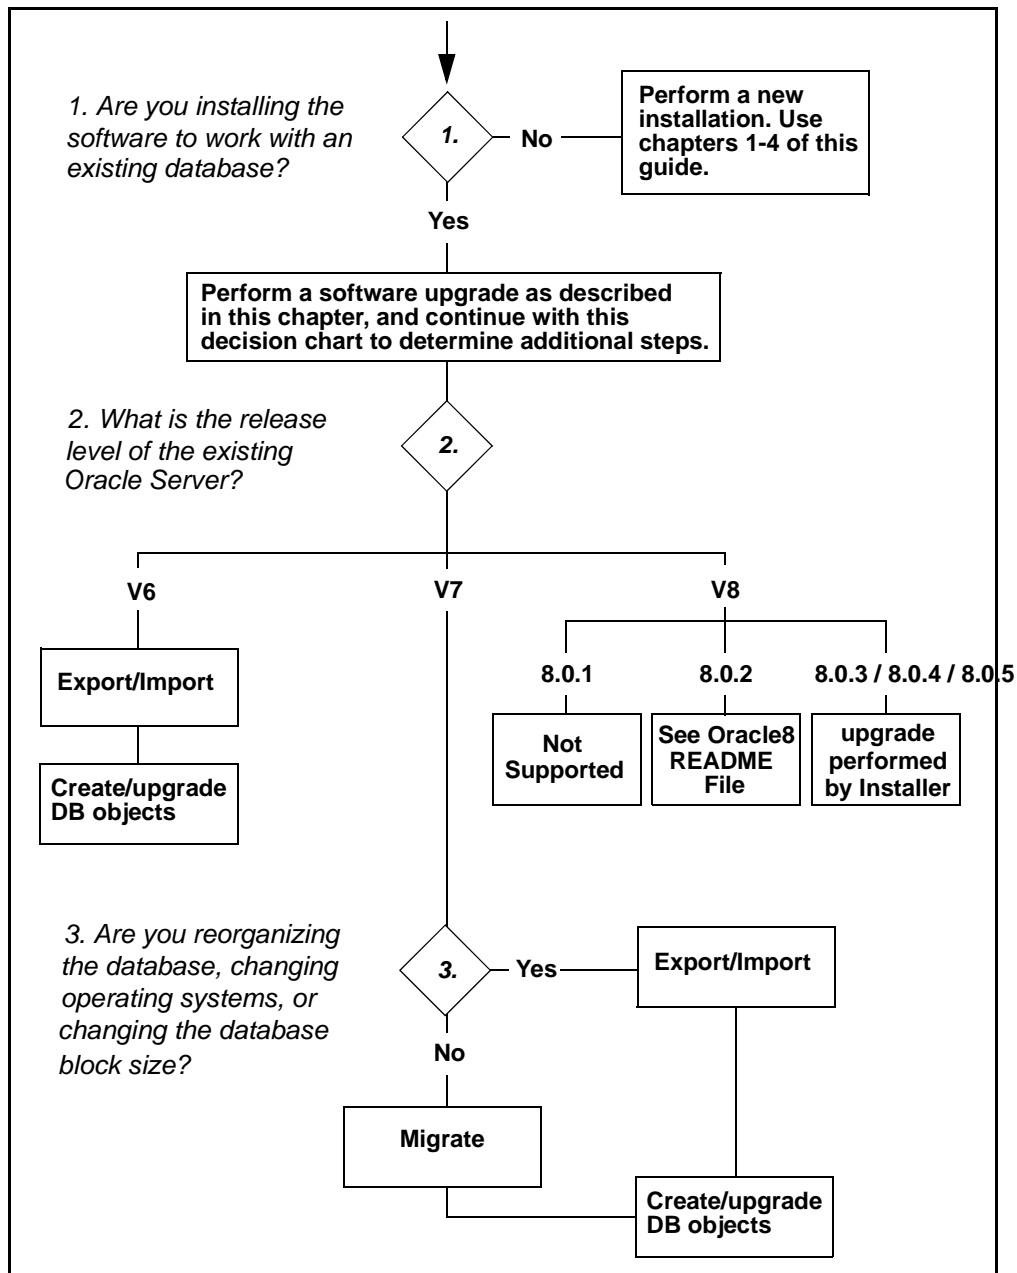 1. Are you installing the
software to work with an
existing database?
1.
No
Perform a new
installation. Use
chapters 1-4 of this
guide.
Yes
Perform a software upgrade as described
in this chapter, and continue with this
decision chart to determine additional steps.
2. What is the release
level of the existing
Oracle Server?
2.
V6
V7
V8
Export/Import
Create/upgrade
DB objects
8.0.1
8.0.2
8.0.3 / 8.0.4 / 8.0.5
Not
Supported
See Oracle8
README
File
upgrade
performed
by Installer
3. Are you reorganizing
the database, changing
operating systems, or
changing the database
block size?
3.
Yes
Export/Import
No
Migrate
Create/upgrade
DB objects